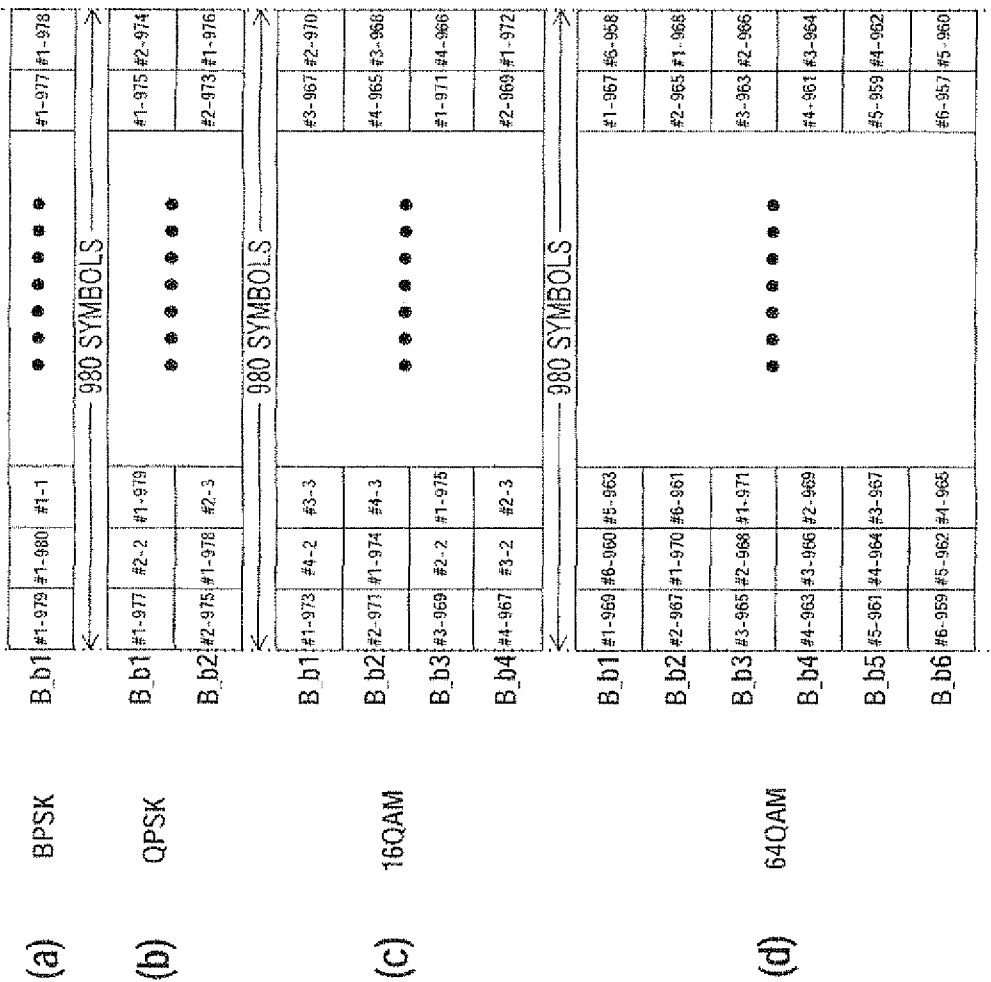 (a) BPSK B_b1 #1-979 #1-980 #1-1 ••••••• #1-977 #1-978
980 SYMBOLS
(b) QPSK B_b1 #1-977 #2-2 #1-979 ••••••• #1-975 #2-974
B_b2 #2-975 #1-978 #2-3 #2-973 #1-976
980 SYMBOLS
(c) 16QAM B_b1 #1-973 #4-2 #3-3 ••••••• #3-967 #2-970
B_b2 #2-971 #1-974 #4-3 #4-965 #3-968
B_b3 #3-969 #2-2 #1-975 #1-971 #4-966
B_b4 #4-967 #3-2 #2-3 #2-969 #1-972
980 SYMBOLS
(d) 64QAM B_b1 #1-969 #6-960 #5-963 ••••••• #1-967 #6-958
B_b2 #2-967 #1-970 #6-961 #2-965 #1-968
B_b3 #3-965 #2-968 #1-971 #3-963 #2-966
B_b4 #4-963 #3-966 #2-969 #4-961 #3-964
B_b5 #5-961 #4-964 #3-967 #5-959 #4-962
B_b6 #6-959 #5-962 #4-965 #6-957 #5-960